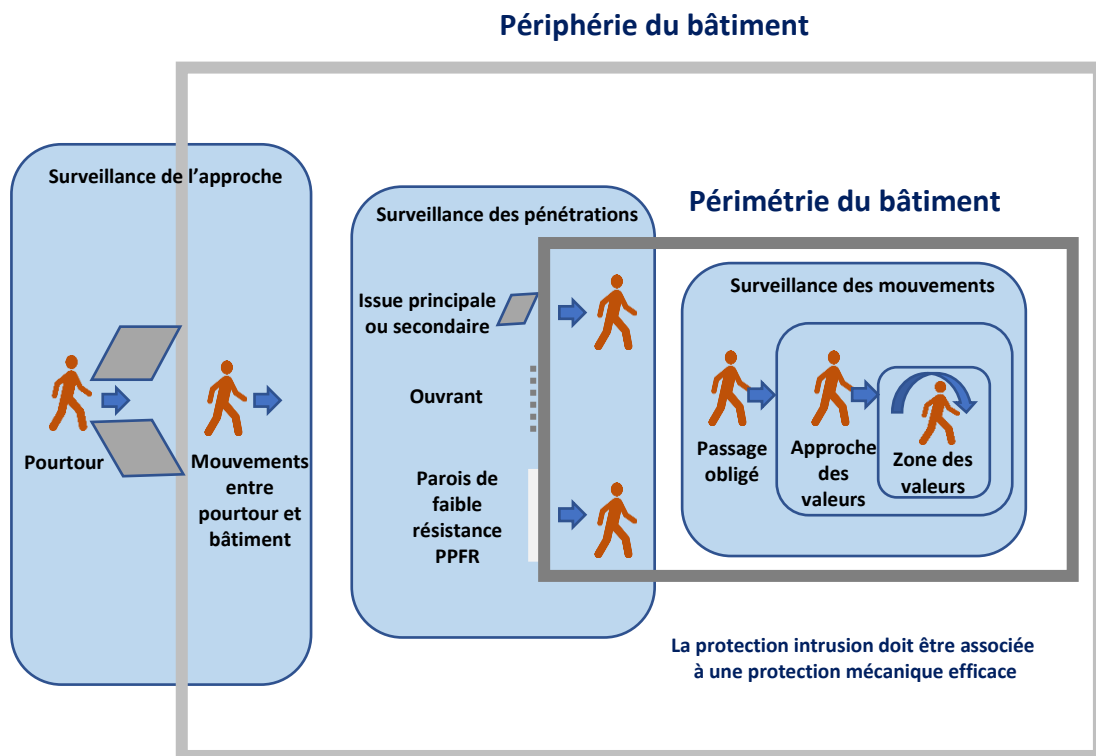 Périphérie du bâtiment
Surveillance de l'approche
Pourtour
Mouvements
entre
pourtour et
bâtiment
Surveillance des pénétrations
Issue principale
ou secondaire
Ouvrant
Parois de
faible
résistance
PPFR
Périmétrie du bâtiment
Surveillance des mouvements
Passage
obligé
Approche
des
valeurs
Zone des
valeurs
La protection intrusion doit être associée
à une protection mécanique efficace